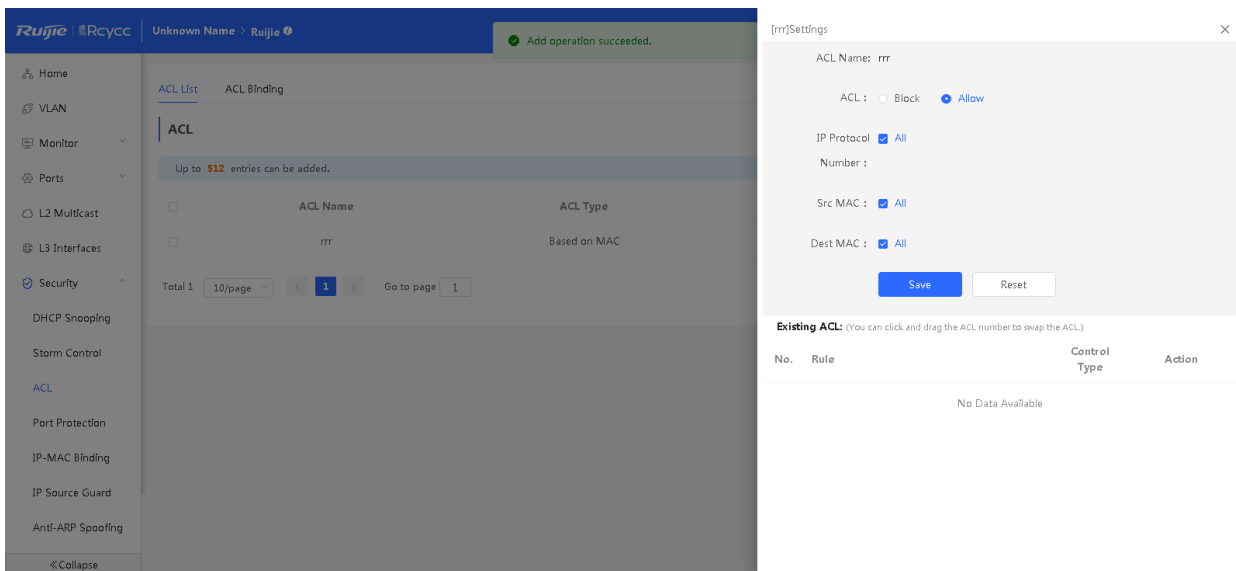 Ruijie | Rcycc
Unknown Name > Ruijie
Add operation succeeded.
Home
VLAN
Monitor
Ports
L2 Multicast
L3 Interfaces
Security
DHCP Snooping
Storm Control
ACL
Port Protection
IP-MAC Binding
IP Source Guard
Anti-ARP Spoofing
«Collapse
ACL List ACL Binding
ACL
Up to 512 entries can be added.
ACL Name ACL Type
rrr Based on MAC
Total 1 10/page < 1 > Go to page 1
[rrr]Settings
ACL Name: rrr
ACL : Block Allow
IP Protocol All
Number :
Src MAC : All
Dest MAC : All
Save Reset
Existing ACL: (You can click and drag the ACL number to swap the ACL.)
No. Rule Control Action
Type
No Data Available